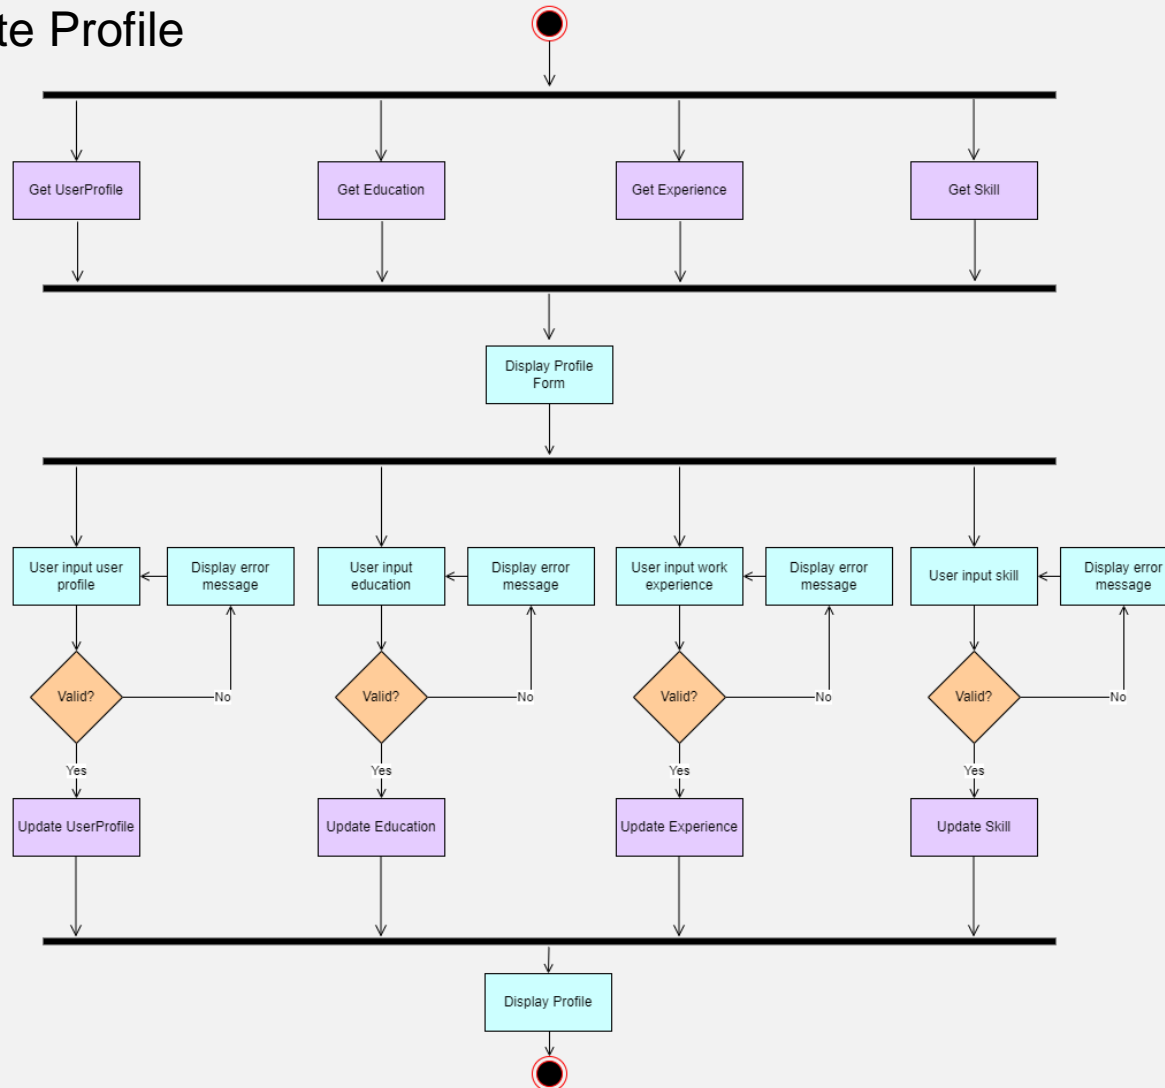 te Profile
Get UserProfile
Get Education
Get Experience
Get Skill
Display Profile
Form
User input user
profile
Display error
message
User input
education
Display error
message
User input work
experience
Display error
message
User input skill
Display error
message
Valid?
No
Valid?
No
Valid?
No
Valid?
No
Yes
Yes
Yes
Yes
Update UserProfile
Update Education
Update Experience
Update Skill
Display Profile